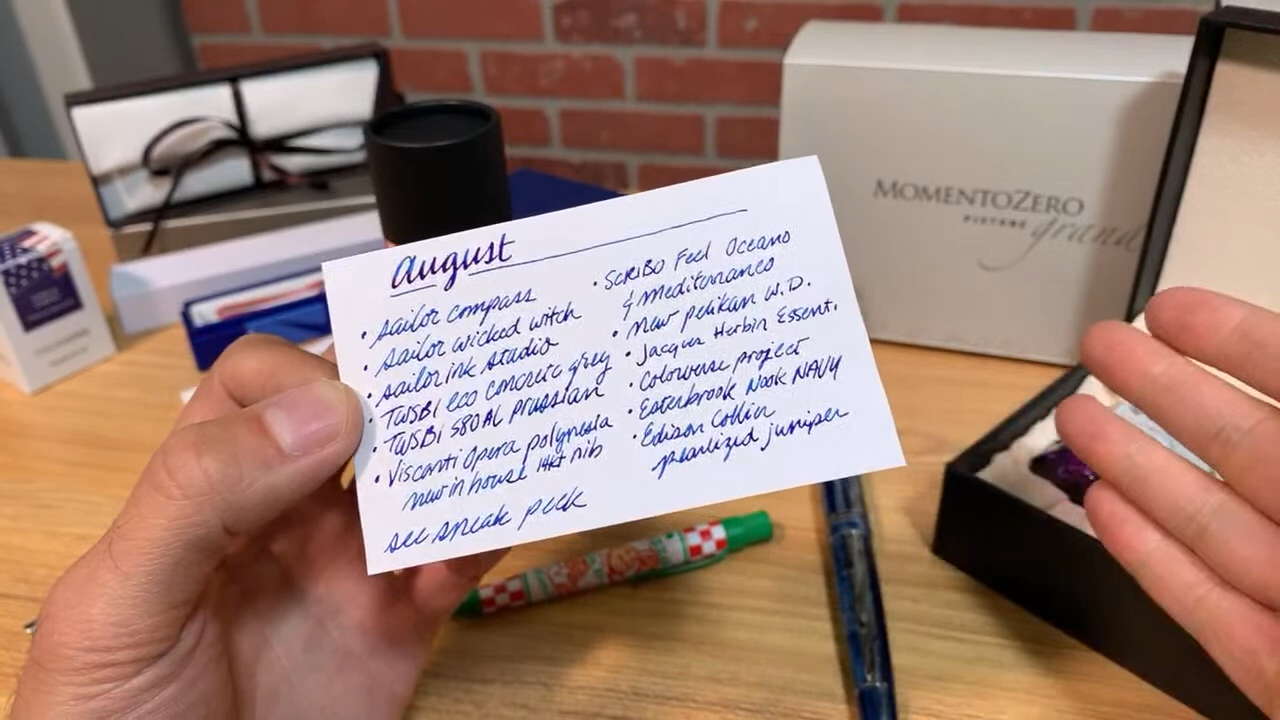 august
• sailor compass
• sailor wicked witch
• sailor ink studio
• TWSBI eco concrete grey
• TWSBI 580AL prussian
• Visconti Opera polynesia
new in house 14kt nib
see sneak peek
• SCRIBO Feel Oceano
& Mediterraneo
• new pelikan W.D.
• Jacques Herbin Essent.
• Colorverse project
• Esterbrook Nook NAVY
• Edison Collier
pearlized juniper
MOMENTOZERO
grand